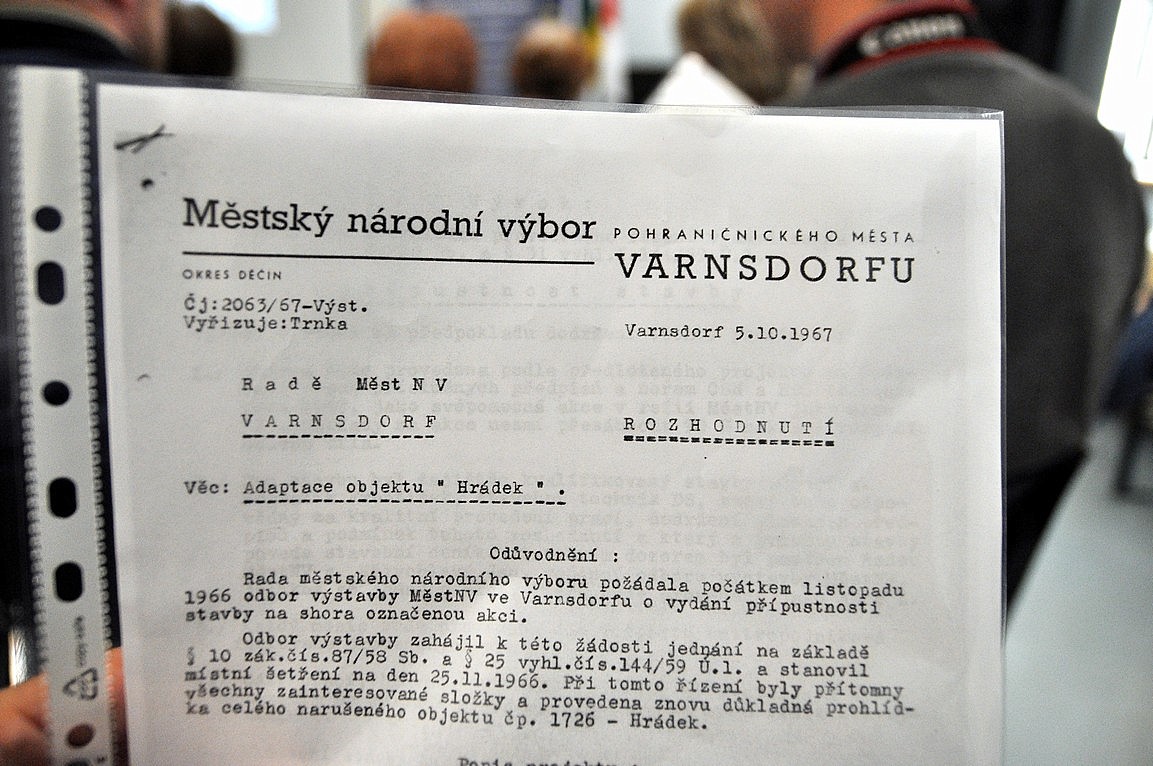 Canon
Městský národní výbor
POHRANIČNICKÉHO MĚSTA
VARNSDORFU
OKRES DĚČIN
Čj:2063/67-Výst.
Vyřizuje:Trnka
Varnsdorf 5.10.1967
Radě Měst NV
VARNSDORF
ROZHODNUTÍ
Věc: Adaptace objektu " Hrádek " .
Odůvodnění :
Rada městského národního výboru požádala počátkem listopadu
1966 odbor výstavby MěstNV ve Varnsdorfu o vydání přípustnosti
stavby na shora označenou akci.
Odbor výstavby zahájil k této žádosti jednání na základě
§ 10 zák.čís.87/58 Sb. a § 25 vyhl.čís.144/59 Ú.l. a stanovil
místní šetření na den 25.11.1966. Při tomto řízení byly přítomny
všechny zainteresované složky a provedena znovu důkladná prohlíd-
ka celého narušeného objektu čp. 1726 - Hrádek.